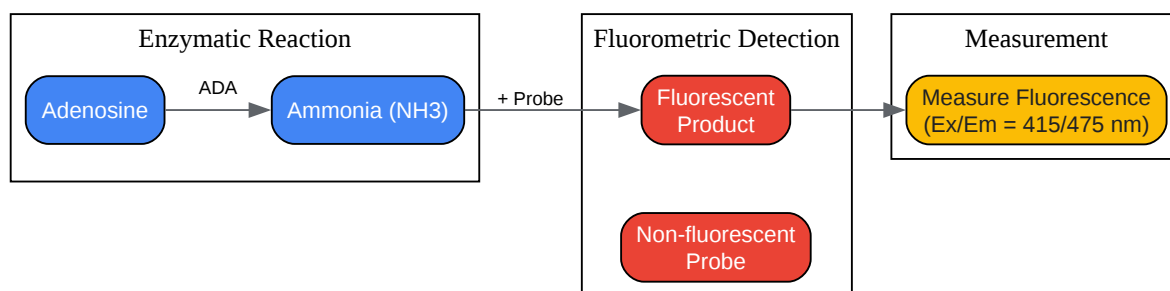 Enzymatic Reaction
Adenosine
ADA
Ammonia (NH3)
+ Probe
Fluorometric Detection
Fluorescent
Product
Non-fluorescent
Probe
Measurement
Measure Fluorescence
(Ex/Em = 415/475 nm)